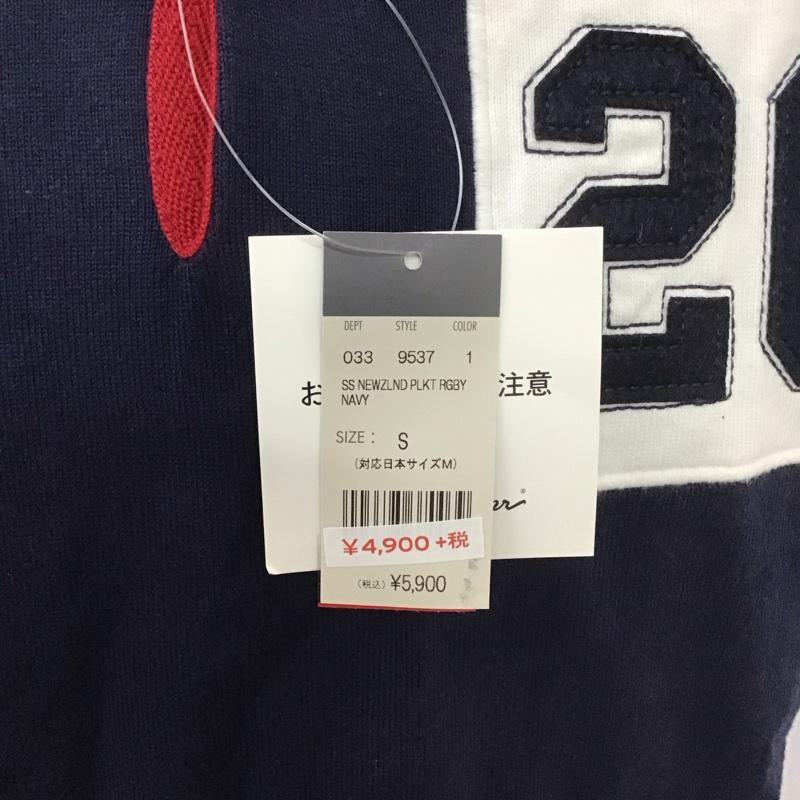 20
DEPT STYLE COLOR
033 9537 1
SS NEWZLND PLKT RGBY
NAVY
お 注意
SIZE : S
(対応日本サイズM)
¥4,900+税
(税込) ¥5,900